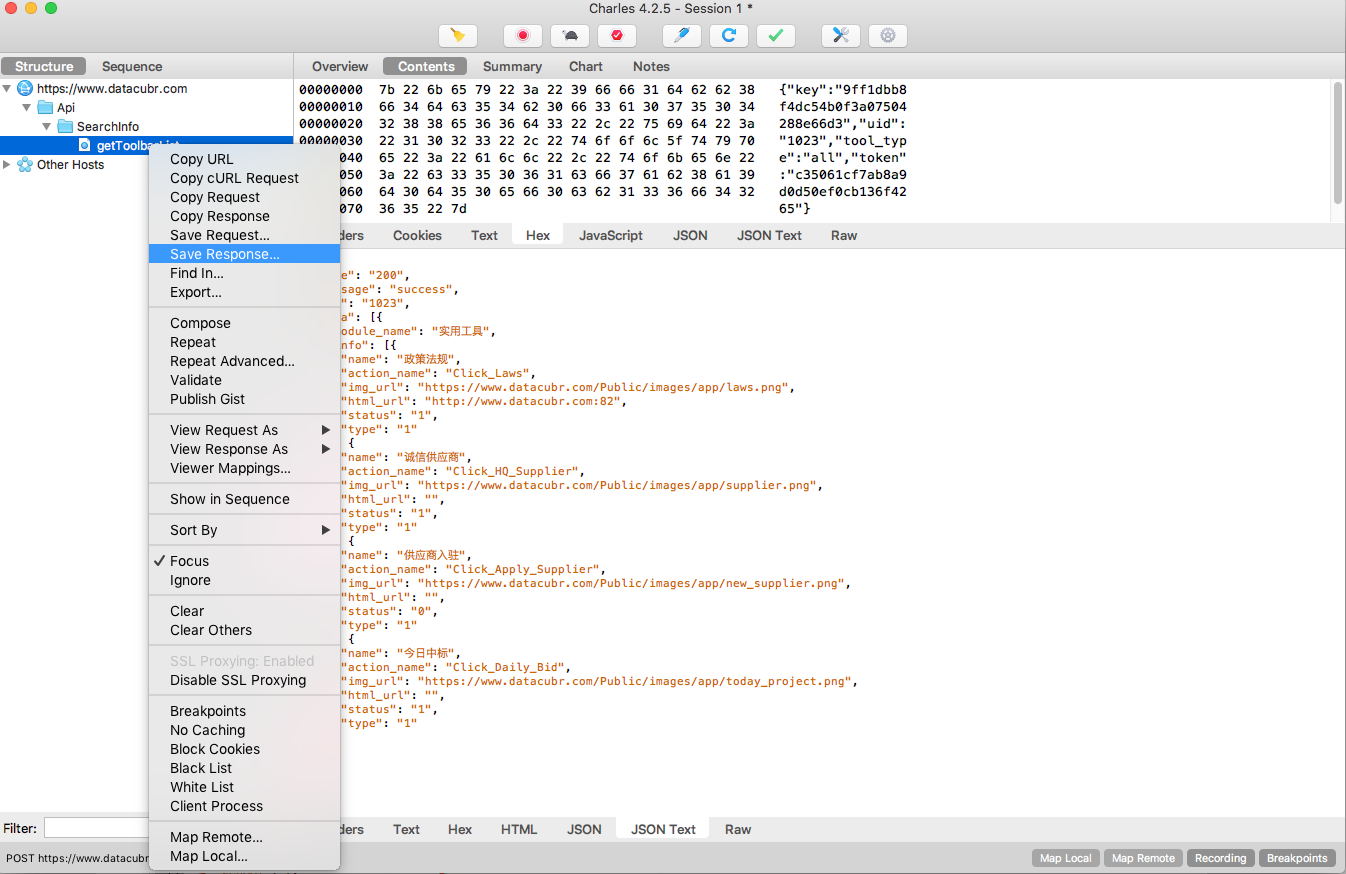 Charles 4.2.5 - Session 1 *
Structure
Sequence
Overview
Contents
Summary
Chart
Notes
https://www.datacubr.com
Api
SearchInfo
getToolbarList
Other Hosts
00000000 7b 22 6b 65 79 22 3a 22 39 66 66 31 64 62 62 38 {"key":"9ff1dbb8
00000010 66 34 64 63 35 34 62 30 66 33 61 30 37 35 30 34 f4dc54b0f3a07504
00000020 32 38 38 65 36 36 64 33 22 2c 22 75 69 64 22 3a 288e66d3","uid":
00000030 22 31 30 32 33 22 2c 22 74 6f 6f 6c 5f 74 79 70 "1023","tool_typ
040 65 22 3a 22 61 6c 6c 22 2c 22 74 6f 6b 65 6e 22 e":"all","token"
050 3a 22 63 33 35 30 36 31 63 66 37 61 62 38 61 39 :"c35061cf7ab8a9
060 64 30 64 35 30 65 66 30 63 62 31 33 36 66 34 32 d0d50ef0cb136f42
070 36 35 22 7d 65"}
ders
Cookies
Text
Hex
JavaScript
JSON
JSON Text
Raw
Copy URL
Copy cURL Request
Copy Request
Copy Response
Save Request...
Save Response...
Find In...
Export...
Compose
Repeat
Repeat Advanced...
Validate
Publish Gist
View Request As
View Response As
Viewer Mappings...
Show in Sequence
Sort By
✓ Focus
Ignore
Clear
Clear Others
SSL Proxying: Enabled
Disable SSL Proxying
Breakpoints
No Caching
Block Cookies
Black List
White List
Client Process
Map Remote...
Map Local...
e": "200",
sage": "success",
": "1023",
a": [{
odule_name": "实用工具",
nfo": [{
"name": "政策法规",
"action_name": "Click_Laws",
"img_url": "https://www.datacubr.com/Public/images/app/laws.png",
"html_url": "http://www.datacubr.com:82",
"status": "1",
"type": "1"
{
"name": "诚信供应商",
"action_name": "Click_HQ_Supplier",
"img_url": "https://www.datacubr.com/Public/images/app/supplier.png",
"html_url": "",
"status": "1",
"type": "1"
{
"name": "供应商入驻",
"action_name": "Click_Apply_Supplier",
"img_url": "https://www.datacubr.com/Public/images/app/new_supplier.png",
"html_url": "",
"status": "0",
"type": "1"
{
"name": "今日中标",
"action_name": "Click_Daily_Bid",
"img_url": "https://www.datacubr.com/Public/images/app/today_project.png",
"html_url": "",
"status": "1",
"type": "1"
Filter:
ders
Text
Hex
HTML
JSON
JSON Text
Raw
POST https://www.datacubr
Map Local
Map Remote
Recording
Breakpoints